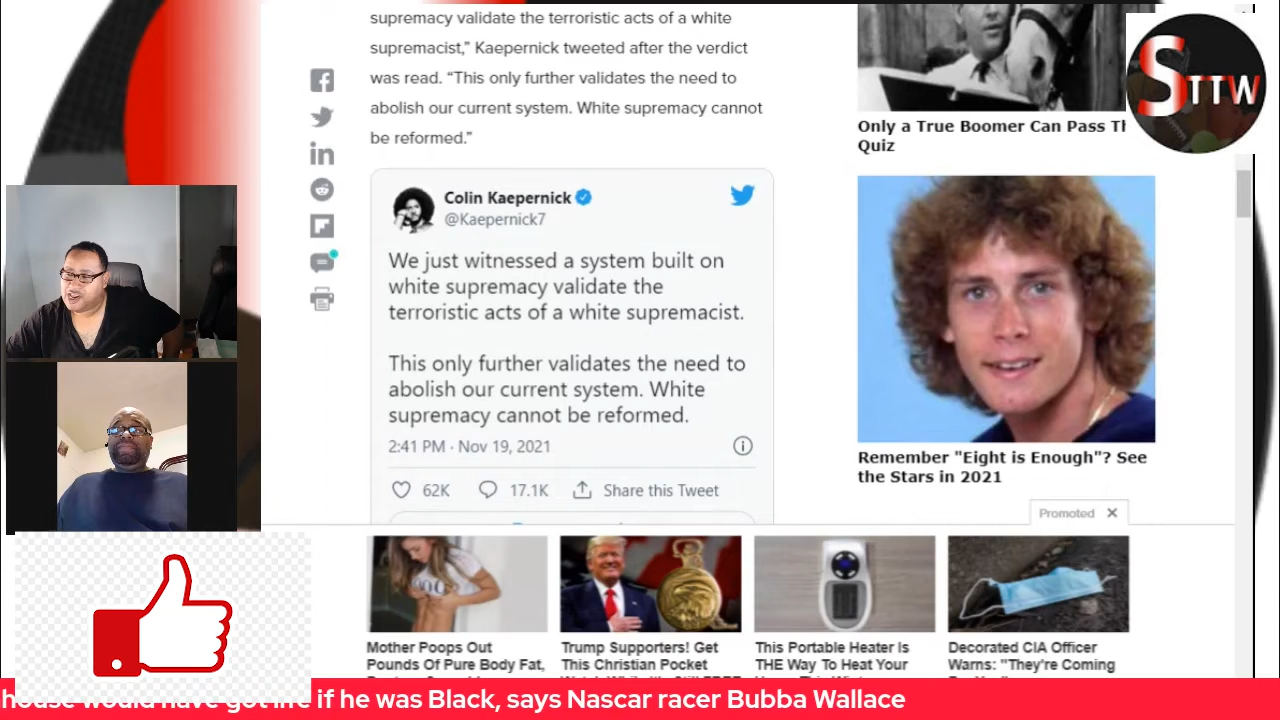 supremacy validate the terroristic acts of a white
supremacist,” Kaepernick tweeted after the verdict
was read. “This only further validates the need to
abolish our current system. White supremacy cannot
be reformed.”
Colin Kaepernick
@Kaepernick7
We just witnessed a system built on
white supremacy validate the
terroristic acts of a white supremacist.
This only further validates the need to
abolish our current system. White
supremacy cannot be reformed.
2:41 PM · Nov 19, 2021
62K 17.1K Share this Tweet
STTW
Only a True Boomer Can Pass Th
Quiz
Remember "Eight is Enough"? See
the Stars in 2021
Promoted
Mother Poops Out
Pounds Of Pure Body Fat,
Trump Supporters! Get
This Christian Pocket
This Portable Heater Is
THE Way To Heat Your
Decorated CIA Officer
Warns: "They're Coming
house would have got life if he was Black, says Nascar racer Bubba Wallace